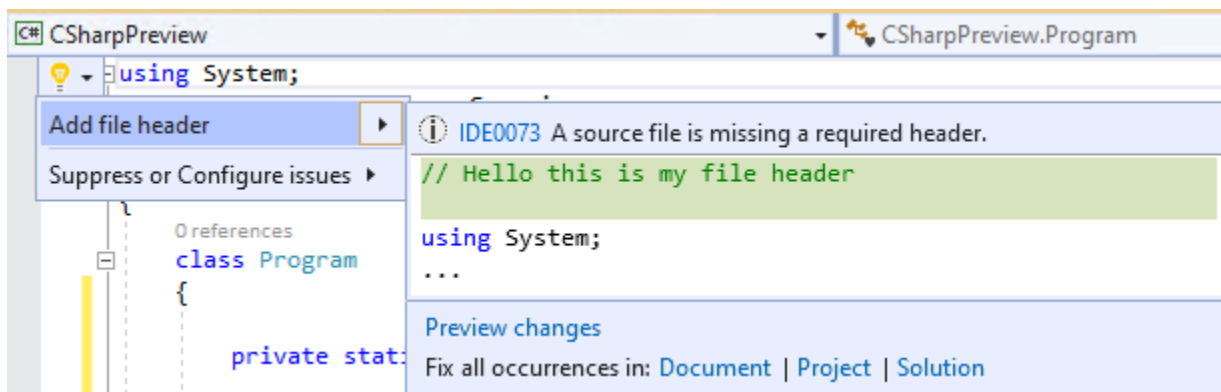 C# CSharpPreview CSharpPreview.Program
using System;
Add file header
IDE0073 A source file is missing a required header.
Suppress or Configure issues
// Hello this is my file header
using System;
...
{
0 references
class Program
{
private stati
Preview changes
Fix all occurrences in: Document | Project | Solution